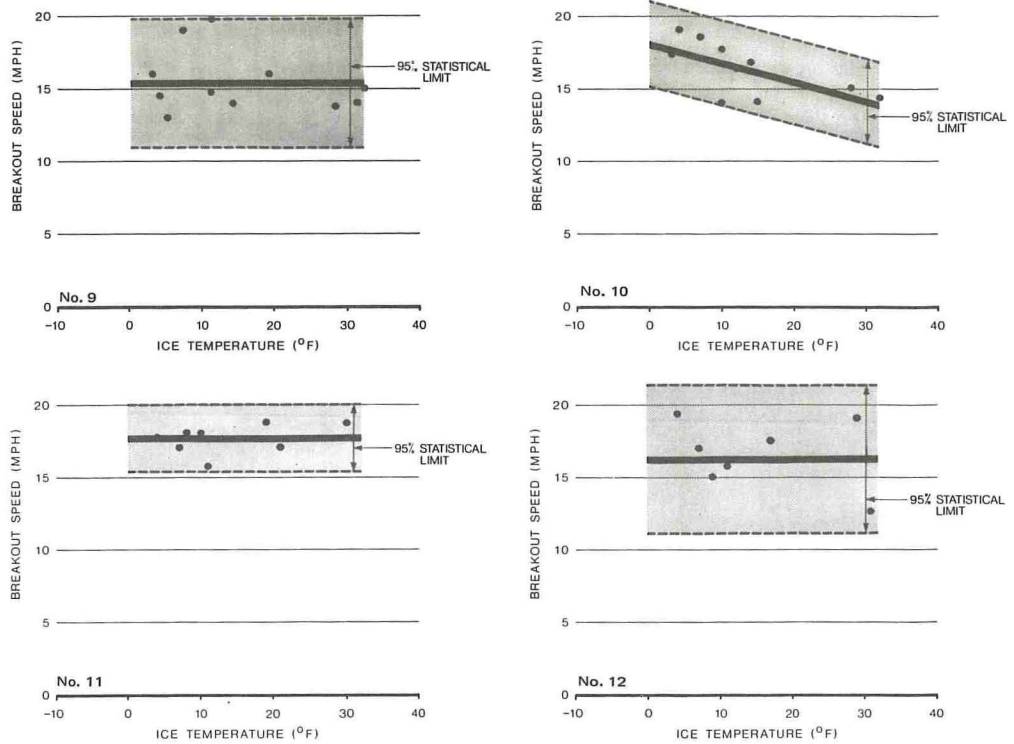 20
15
10
5
0
BREAKOUT SPEED (MPH)
95% STATISTICAL
LIMIT
No. 9
-10 0 10 20 30 40
ICE TEMPERATURE (°F)
20
15
10
5
0
BREAKOUT SPEED (MPH)
95% STATISTICAL
LIMIT
No. 10
-10 0 10 20 30 40
ICE TEMPERATURE (°F)
20
15
10
5
0
BREAKOUT SPEED (MPH)
95% STATISTICAL
LIMIT
No. 11
-10 0 10 20 30 40
ICE TEMPERATURE (°F)
20
15
10
5
0
BREAKOUT SPEED (MPH)
95% STATISTICAL
LIMIT
No. 12
-10 0 10 20 30 40
ICE TEMPERATURE (°F)